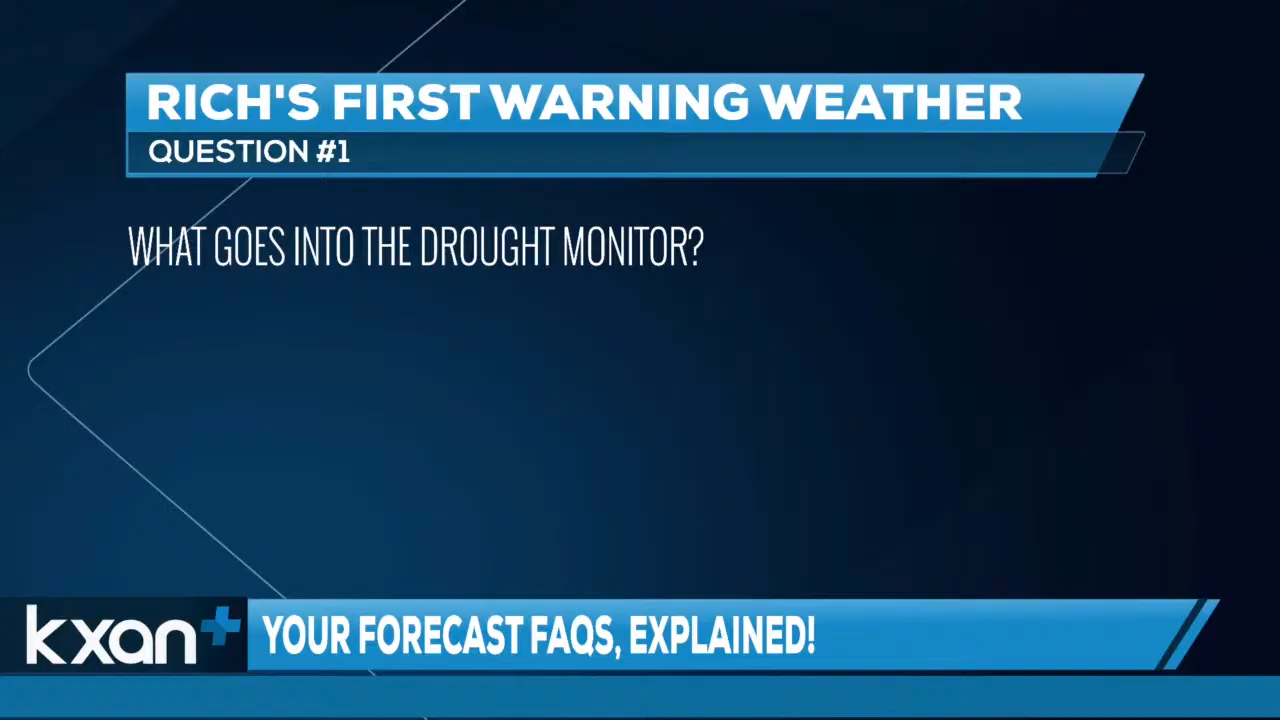 RICH'S FIRST WARNING WEATHER
QUESTION #1
WHAT GOES INTO THE DROUGHT MONITOR?
kxan+
YOUR FORECAST FAQS, EXPLAINED!